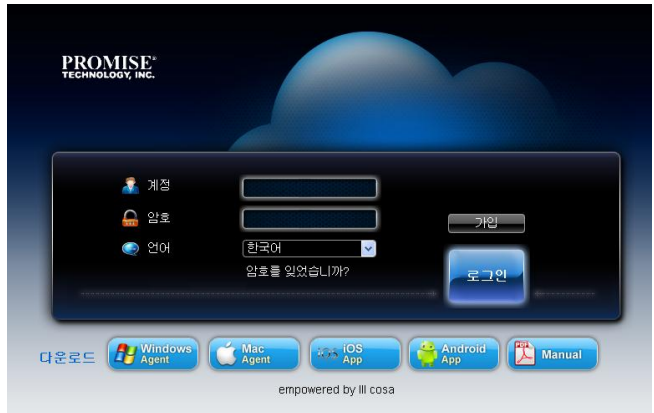 PROMISE®
TECHNOLOGY, INC.
계정
암호
가입
언어 한국어
암호를 잊었습니까?
로그인
다운로드 Windows Agent Mac Agent iOS iOS App Android App PDF Manual
empowered by III cosa